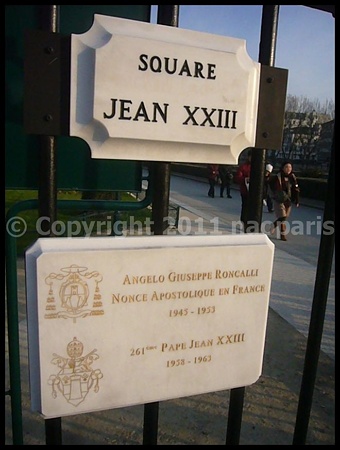 SQUARE
JEAN XXIII
Copyright © 2011 nacparis
ANGELO GIUSEPPE RONCALLI
NONCE APOSTOLIQUE EN FRANCE
1945 - 1953
261ÈME PAPE JEAN XXIII
1958 - 1963